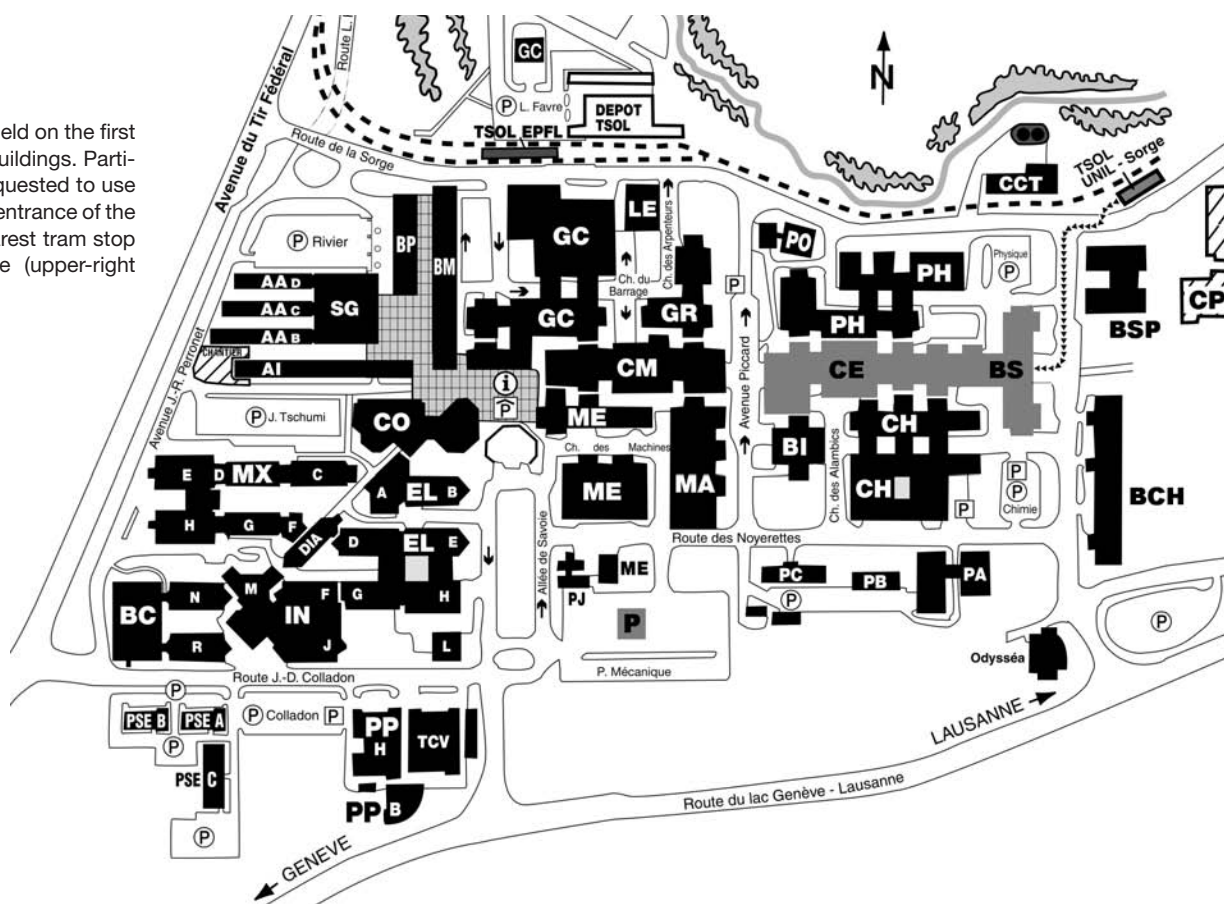 eld on the first
uildings. Parti-
quested to use
entrance of the
rest tram stop
e (upper-right
Avenue du Tir Fédéral
Route L.
GC
P L. Favre
DEPOT
TSOL
N
TSOL EPFL
Route de la Sorge
TSOL
UNIL - Sorge
CCT
LE
Ch. des Arpenteurs
GC
BP
BM
P Rivier
PO
PH
Physique
P
P
CP
BSP
AA D
AA C
AA B
SG
Ch. du
Barrage
GC
GR
PH
CHANTIER
AI
i
P
CM
CE
BS
Avenue J.-R. Perronet
P J. Tschumi
CO
ME
Avenue Piccard
CH
BI
Ch. des Machines
E
D
MX
C
A
EL
B
ME
MA
Ch. des Alambics
CH
P
P
Chimie
P
BCH
H
G
F
DIA
D
EL
E
Route des Noyerettes
Allée de Savoie
BC
N
M
IN
F
G
H
PJ
ME
PC
PB
PA
P
R
J
L
P
P
Odysséa
Route J.-D. Colladon
P. Mécanique
P
PSE B
PSE A
P Colladon P
P
PP
H
TCV
PSE C
PP B
P
LAUSANNE
Route du lac Genève - Lausanne
GENEVE